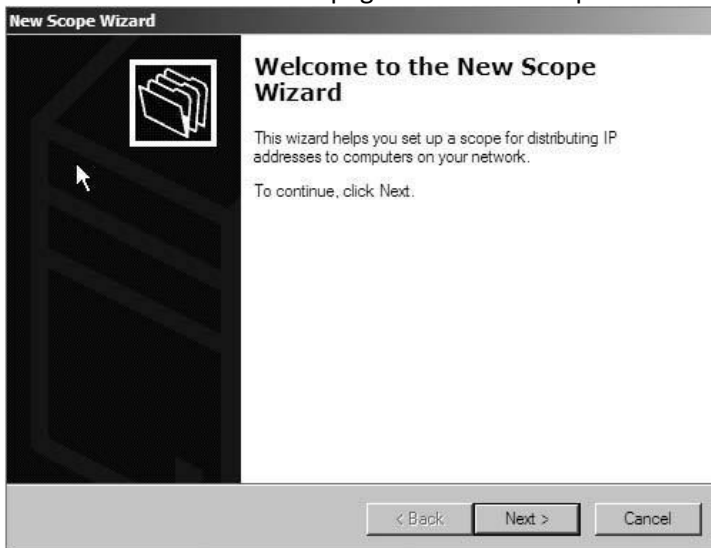 New Scope Wizard
Welcome to the New Scope
Wizard
This wizard helps you set up a scope for distributing IP
addresses to computers on your network.
To continue, click Next.
< Back
Next >
Cancel